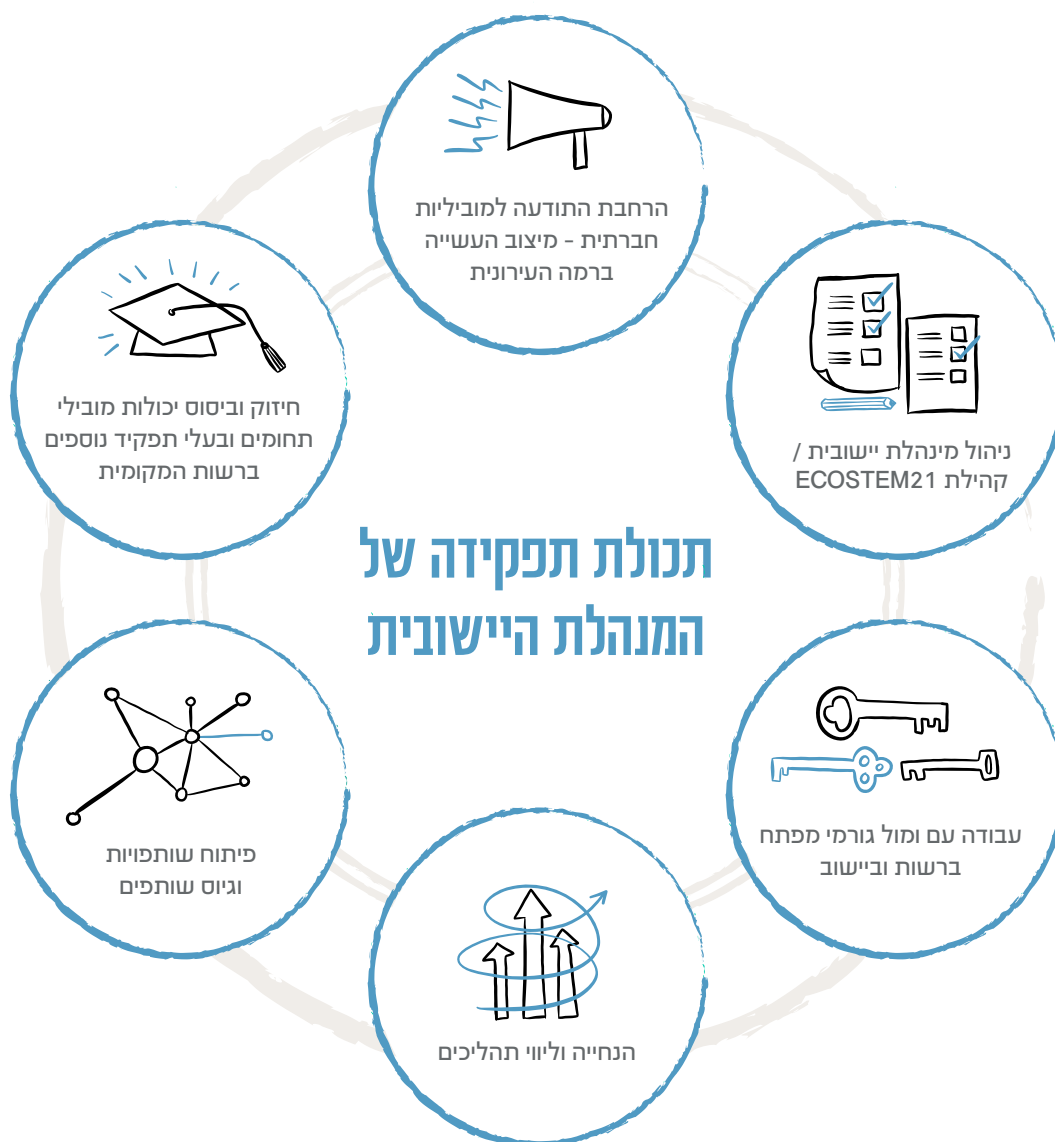 הרחבת התודעה למוביליות
חברתית - מיצוב העשייה
ברמה העירונית
ניהול מינהלת יישובית /
קהילת ECOSTEM21
עבודה עם ומול גורמי מפתח
ברשות וביישוב
הנחייה וליווי תהליכים
פיתוח שותפויות
וגיוס שותפים
חיזוק וביסוס יכולות מובילי
תחומים ובעלי תפקיד נוספים
ברשות המקומית
תכולת תפקידה של
המנהלת היישובית